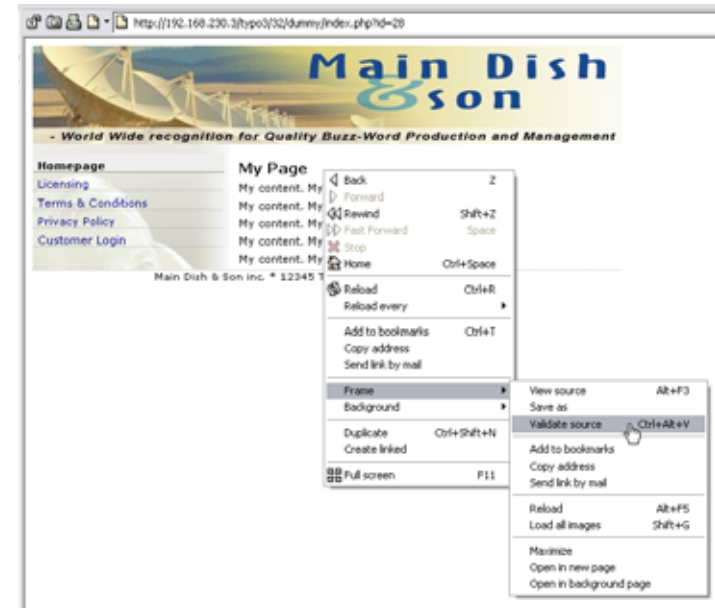 http://192.168.230.3/typo3/32/dummy/index.php?id=28
Main Dish
& son
- World Wide recognition for Quality Buzz-Word Production and Management
Homepage
Licensing
Terms & Conditions
Privacy Policy
Customer Login
My Page
My content. My
My content. My
My content. My
My content. My
My content. My
Main Dish & Son inc. * 12345 T
Back Z
Forward
Rewind Shift+Z
Fast Forward Space
Stop
Home Ctrl+Space
Reload Ctrl+R
Reload every
Add to bookmarks Ctrl+T
Copy address
Send link by mail
Frame
Background
Duplicate Ctrl+Shift+N
Create linked
Full screen F11
View source Alt+F3
Save as
Validate source Ctrl+Alt+V
Add to bookmarks
Copy address
Send link by mail
Reload Alt+F5
Load all images Shift+G
Maximize
Open in new page
Open in background page